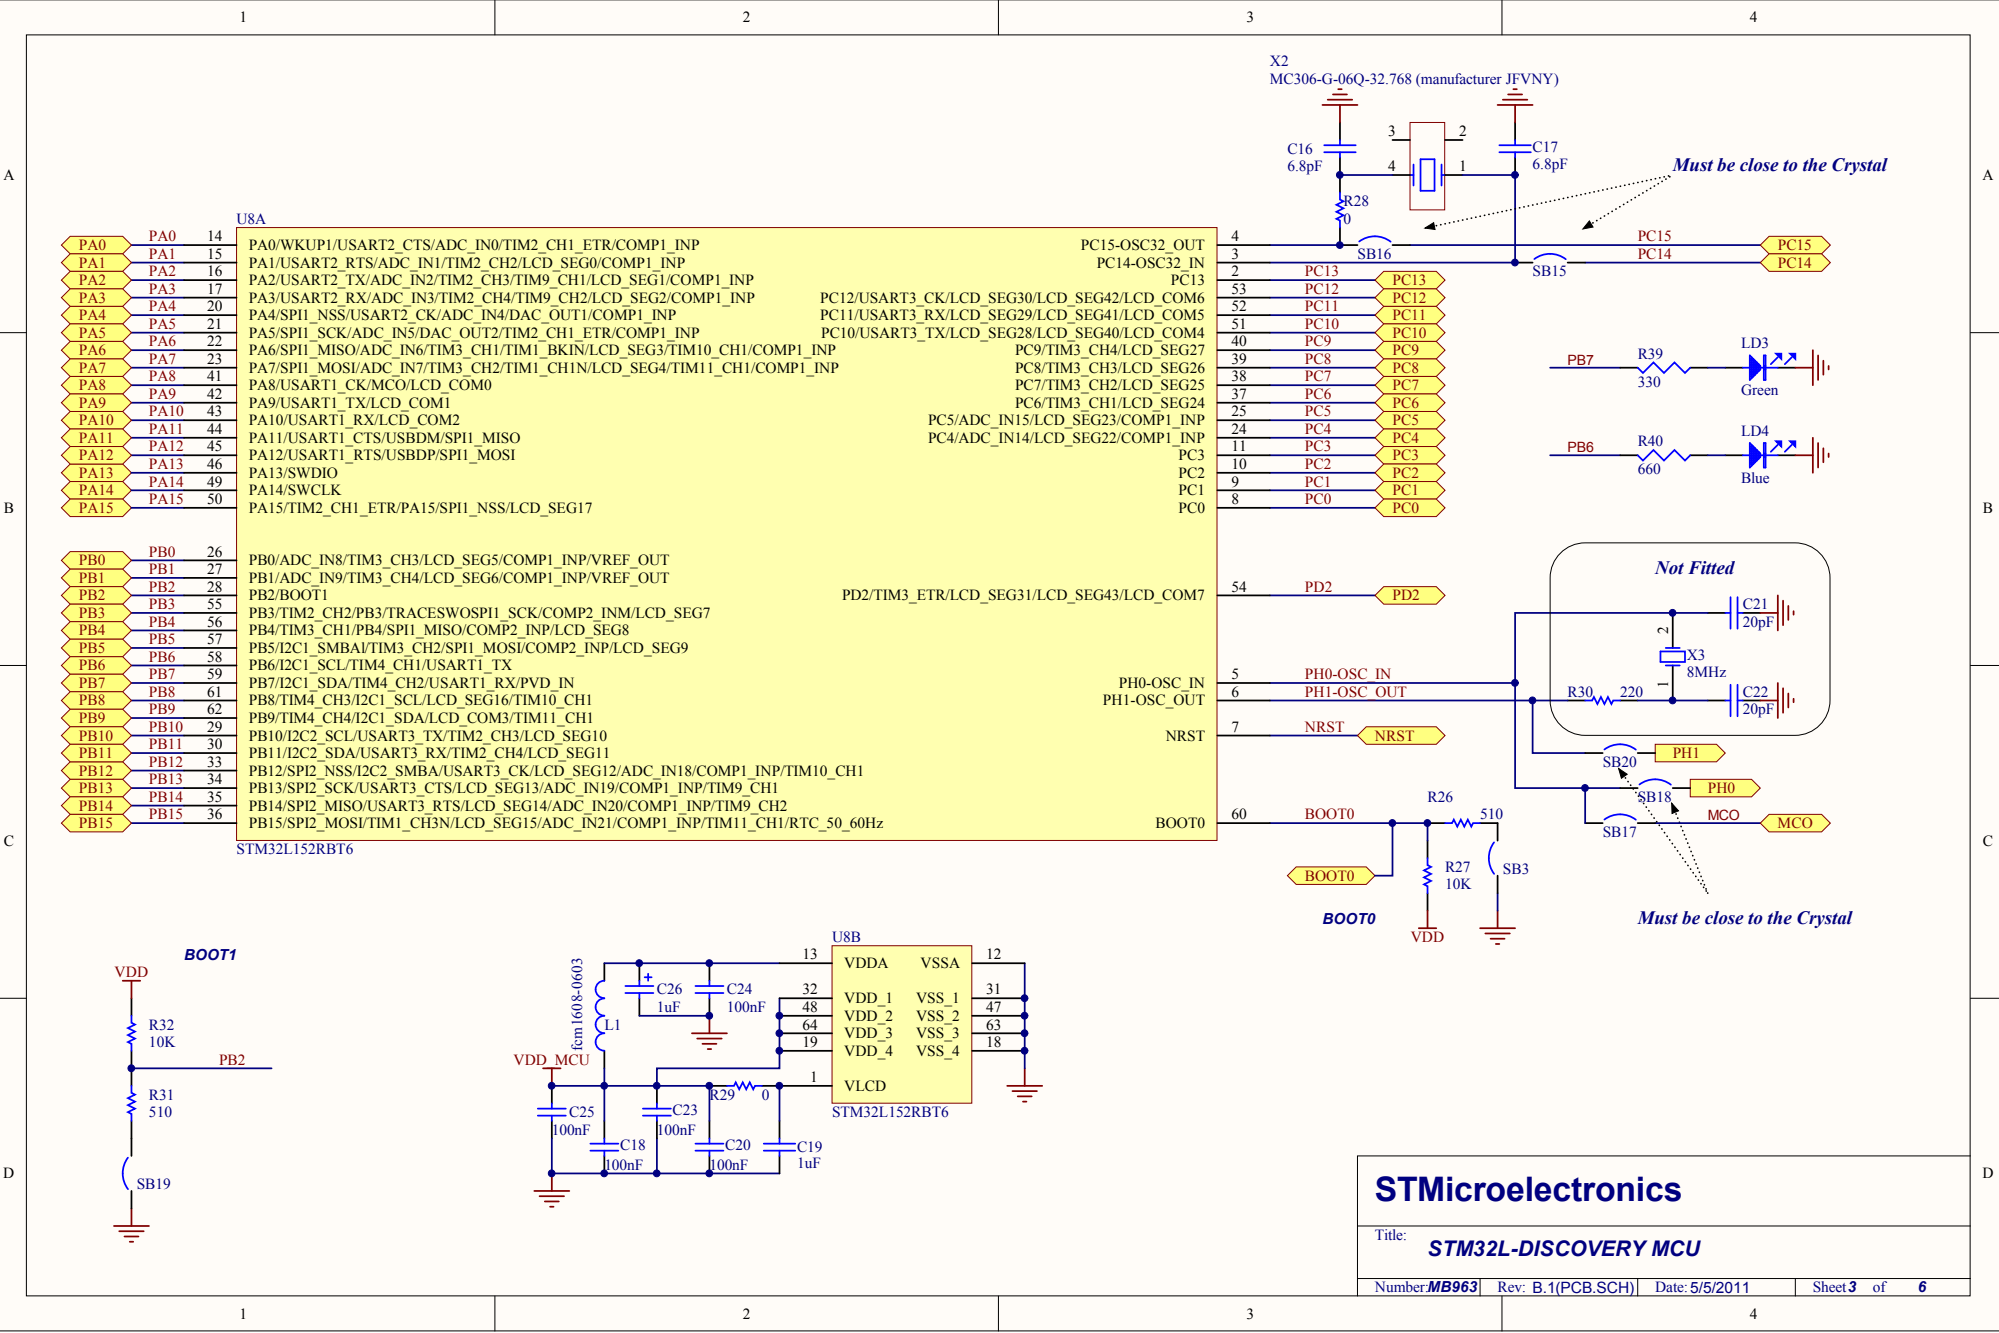 1 2 3 4
A
B
C
D
A
B
C
D
1 2 3 4
X2
MC306-G-06Q-32.768 (manufacturer JFVNY)
C16
6.8pF
3 2
4 1
C17
6.8pF
R28
0
Must be close to the Crystal
SB16
SB15
PC15 PC15
PC14 PC14
U8A
PA0 PA0 14 PA0/WKUP1/USART2_CTS/ADC_IN0/TIM2_CH1_ETR/COMP1_INP
PA1 PA1 15 PA1/USART2_RTS/ADC_IN1/TIM2_CH2/LCD_SEG0/COMP1_INP
PA2 PA2 16 PA2/USART2_TX/ADC_IN2/TIM2_CH3/TIM9_CH1/LCD_SEG1/COMP1_INP
PA3 PA3 17 PA3/USART2_RX/ADC_IN3/TIM2_CH4/TIM9_CH2/LCD_SEG2/COMP1_INP
PA4 PA4 20 PA4/SPI1_NSS/USART2_CK/ADC_IN4/DAC_OUT1/COMP1_INP
PA5 PA5 21 PA5/SPI1_SCK/ADC_IN5/DAC_OUT2/TIM2_CH1_ETR/COMP1_INP
PA6 PA6 22 PA6/SPI1_MISO/ADC_IN6/TIM3_CH1/TIM1_BKIN/LCD_SEG3/TIM10_CH1/COMP1_INP
PA7 PA7 23 PA7/SPI1_MOSI/ADC_IN7/TIM3_CH2/TIM1_CH1N/LCD_SEG4/TIM11_CH1/COMP1_INP
PA8 PA8 41 PA8/USART1_CK/MCO/LCD_COM0
PA9 PA9 42 PA9/USART1_TX/LCD_COM1
PA10 PA10 43 PA10/USART1_RX/LCD_COM2
PA11 PA11 44 PA11/USART1_CTS/USBDM/SPI1_MISO
PA12 PA12 45 PA12/USART1_RTS/USBDP/SPI1_MOSI
PA13 PA13 46 PA13/SWDIO
PA14 PA14 49 PA14/SWCLK
PA15 PA15 50 PA15/TIM2_CH1_ETR/PA15/SPI1_NSS/LCD_SEG17
PB0 PB0 26 PB0/ADC_IN8/TIM3_CH3/LCD_SEG5/COMP1_INP/VREF_OUT
PB1 PB1 27 PB1/ADC_IN9/TIM3_CH4/LCD_SEG6/COMP1_INP/VREF_OUT
PB2 PB2 28 PB2/BOOT1
PB3 PB3 55 PB3/TIM2_CH2/PB3/TRACESWOSPI1_SCK/COMP2_INM/LCD_SEG7
PB4 PB4 56 PB4/TIM3_CH1/PB4/SPI1_MISO/COMP2_INP/LCD_SEG8
PB5 PB5 57 PB5/I2C1_SMBAI/TIM3_CH2/SPI1_MOSI/COMP2_INP/LCD_SEG9
PB6 PB6 58 PB6/I2C1_SCL/TIM4_CH1/USART1_TX
PB7 PB7 59 PB7/I2C1_SDA/TIM4_CH2/USART1_RX/PVD_IN
PB8 PB8 61 PB8/TIM4_CH3/I2C1_SCL/LCD_SEG16/TIM10_CH1
PB9 PB9 62 PB9/TIM4_CH4/I2C1_SDA/LCD_COM3/TIM11_CH1
PB10 PB10 29 PB10/I2C2_SCL/USART3_TX/TIM2_CH3/LCD_SEG10
PB11 PB11 30 PB11/I2C2_SDA/USART3_RX/TIM2_CH4/LCD_SEG11
PB12 PB12 33 PB12/SPI2_NSS/I2C2_SMBA/USART3_CK/LCD_SEG12/ADC_IN18/COMP1_INP/TIM10_CH1
PB13 PB13 34 PB13/SPI2_SCK/USART3_CTS/LCD_SEG13/ADC_IN19/COMP1_INP/TIM9_CH1
PB14 PB14 35 PB14/SPI2_MISO/USART3_RTS/LCD_SEG14/ADC_IN20/COMP1_INP/TIM9_CH2
PB15 PB15 36 PB15/SPI2_MOSI/TIM1_CH3N/LCD_SEG15/ADC_IN21/COMP1_INP/TIM11_CH1/RTC_50_60Hz
STM32L152RBT6
PC15-OSC32_OUT 4
PC14-OSC32_IN 3
PC13 2 PC13 PC13
PC12/USART3_CK/LCD_SEG30/LCD_SEG42/LCD_COM6 53 PC12 PC12
PC11/USART3_RX/LCD_SEG29/LCD_SEG41/LCD_COM5 52 PC11 PC11
PC10/USART3_TX/LCD_SEG28/LCD_SEG40/LCD_COM4 51 PC10 PC10
PC9/TIM3_CH4/LCD_SEG27 40 PC9 PC9
PC8/TIM3_CH3/LCD_SEG26 39 PC8 PC8
PC7/TIM3_CH2/LCD_SEG25 38 PC7 PC7
PC6/TIM3_CH1/LCD_SEG24 37 PC6 PC6
PC5/ADC_IN15/LCD_SEG23/COMP1_INP 25 PC5 PC5
PC4/ADC_IN14/LCD_SEG22/COMP1_INP 24 PC4 PC4
PC3 11 PC3 PC3
PC2 10 PC2 PC2
PC1 9 PC1 PC1
PC0 8 PC0 PC0
PD2/TIM3_ETR/LCD_SEG31/LCD_SEG43/LCD_COM7 54 PD2 PD2
PH0-OSC_IN 5 PH0-OSC_IN
PH1-OSC_OUT 6 PH1-OSC_OUT
NRST 7 NRST NRST
BOOT0 60 BOOT0
BOOT0
BOOT0
R26
510
R27
10K
SB3
VDD
PB7 R39
330
LD3
Green
PB6 R40
660
LD4
Blue
Not Fitted
C21
20pF
2
X3
8MHz
1
R30 220
C22
20pF
SB20 PH1
SB18 PH0
SB17 MCO MCO
Must be close to the Crystal
BOOT1
VDD
R32
10K
PB2
R31
510
SB19
U8B
13 VDDA VSSA 12
32 VDD_1 VSS_1 31
48 VDD_2 VSS_2 47
64 VDD_3 VSS_3 63
19 VDD_4 VSS_4 18
1 VLCD
STM32L152RBT6
fcm1608-0603
L1
+
C26
1uF
C24
100nF
VDD_MCU
R29 0
C25
100nF
C23
100nF
C18
100nF
C20
100nF
C19
1uF
STMicroelectronics
Title:
STM32L-DISCOVERY MCU
Number:MB963 Rev: B.1(PCB.SCH) Date: 5/5/2011 Sheet 3 of 6